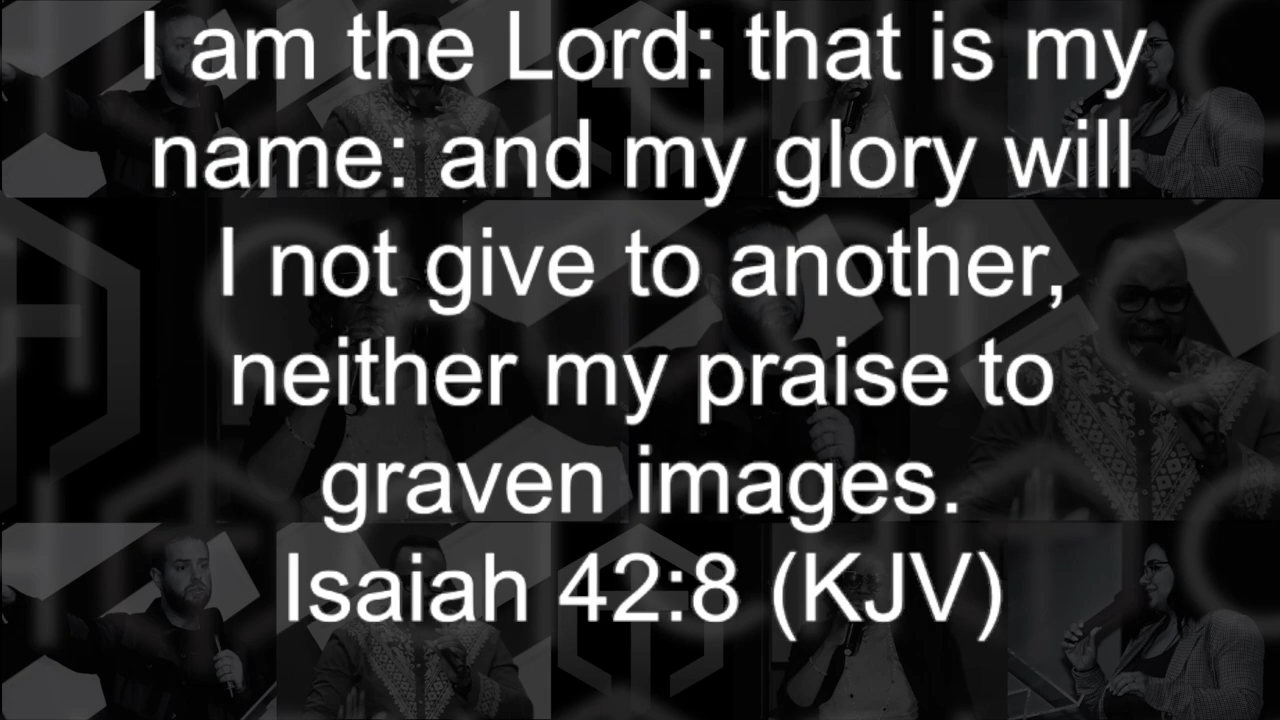 I am the Lord: that is my
name: and my glory will
I not give to another,
neither my praise to
graven images.
Isaiah 42:8 (KJV)